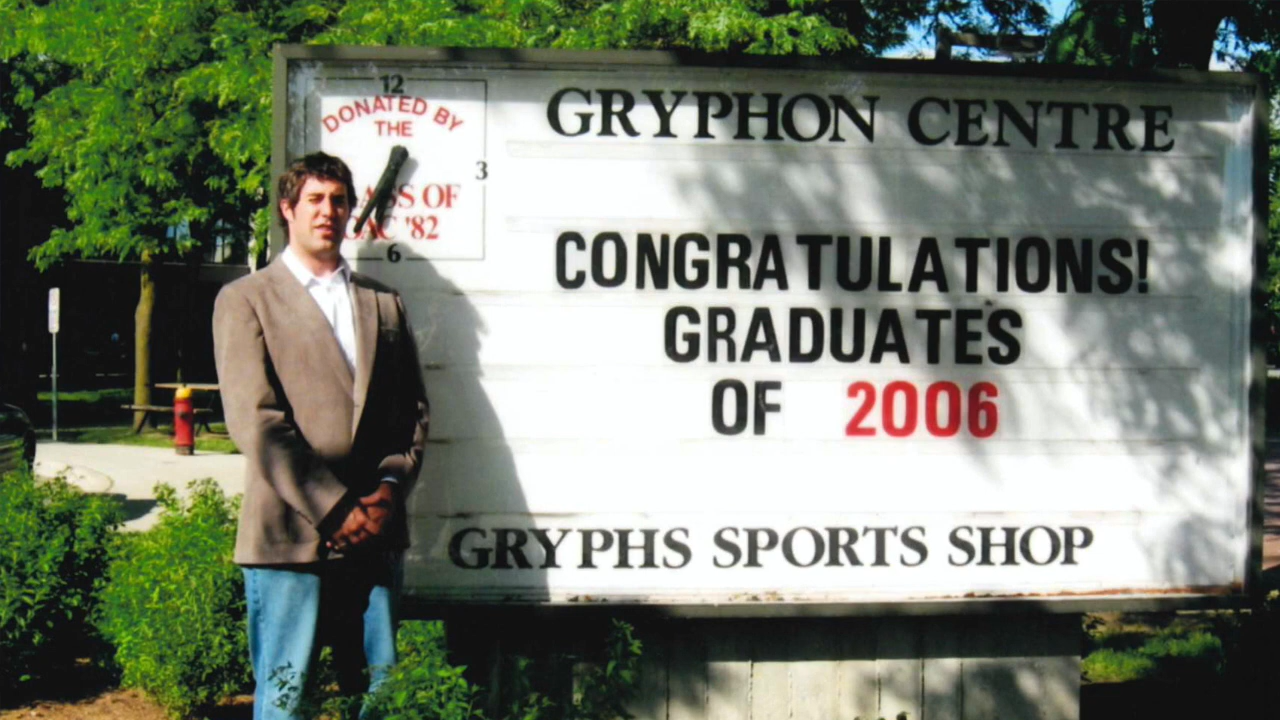 12
DONATED BY
THE
3
OF
'82
6
GRYPHON CENTRE
CONGRATULATIONS!
GRADUATES
OF 2006
GRYPHS SPORTS SHOP